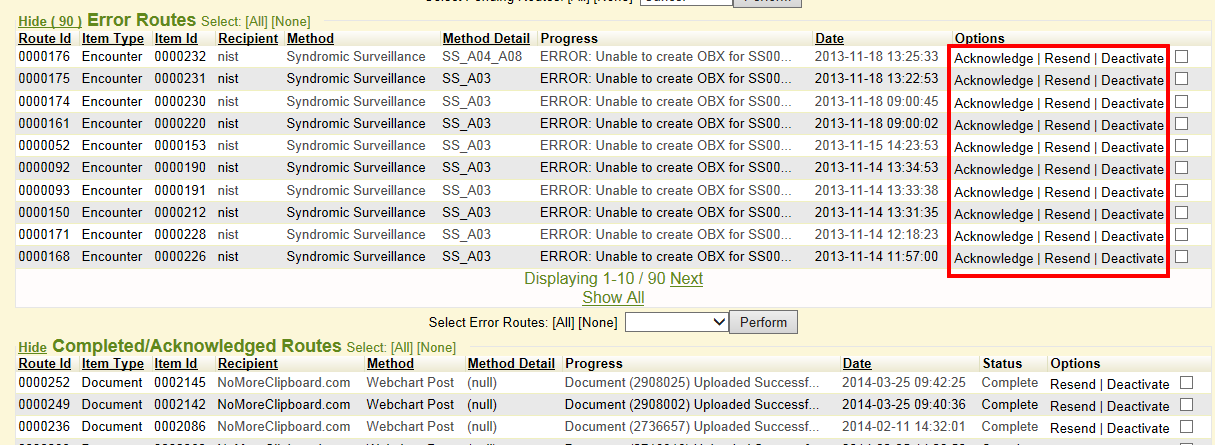 Hide ( 90 ) Error Routes Select: [All] [None]
Route Id Item Type Item Id Recipient Method Method Detail Progress Date Options
0000176 Encounter 0000232 nist Syndromic Surveillance SS_A04_A08 ERROR: Unable to create OBX for SS00... 2013-11-18 13:25:33 Acknowledge | Resend | Deactivate
0000175 Encounter 0000231 nist Syndromic Surveillance SS_A03 ERROR: Unable to create OBX for SS00... 2013-11-18 13:22:53 Acknowledge | Resend | Deactivate
0000174 Encounter 0000230 nist Syndromic Surveillance SS_A03 ERROR: Unable to create OBX for SS00... 2013-11-18 09:00:45 Acknowledge | Resend | Deactivate
0000161 Encounter 0000220 nist Syndromic Surveillance SS_A03 ERROR: Unable to create OBX for SS00... 2013-11-18 09:00:02 Acknowledge | Resend | Deactivate
0000052 Encounter 0000153 nist Syndromic Surveillance SS_A03 ERROR: Unable to create OBX for SS00... 2013-11-15 14:23:53 Acknowledge | Resend | Deactivate
0000092 Encounter 0000190 nist Syndromic Surveillance SS_A03 ERROR: Unable to create OBX for SS00... 2013-11-14 13:34:53 Acknowledge | Resend | Deactivate
0000093 Encounter 0000191 nist Syndromic Surveillance SS_A03 ERROR: Unable to create OBX for SS00... 2013-11-14 13:33:38 Acknowledge | Resend | Deactivate
0000150 Encounter 0000212 nist Syndromic Surveillance SS_A03 ERROR: Unable to create OBX for SS00... 2013-11-14 13:31:35 Acknowledge | Resend | Deactivate
0000171 Encounter 0000228 nist Syndromic Surveillance SS_A03 ERROR: Unable to create OBX for SS00... 2013-11-14 12:18:23 Acknowledge | Resend | Deactivate
0000168 Encounter 0000226 nist Syndromic Surveillance SS_A03 ERROR: Unable to create OBX for SS00... 2013-11-14 11:57:00 Acknowledge | Resend | Deactivate
Displaying 1-10 / 90 Next
Show All
Select Error Routes: [All] [None] Perform
Hide Completed/Acknowledged Routes Select: [All] [None]
Route Id Item Type Item Id Recipient Method Method Detail Progress Date Status Options
0000252 Document 0002145 NoMoreClipboard.com Webchart Post (null) Document (2908025) Uploaded Successf... 2014-03-25 09:42:25 Complete Resend | Deactivate
0000249 Document 0002142 NoMoreClipboard.com Webchart Post (null) Document (2908002) Uploaded Successf... 2014-03-25 09:40:36 Complete Resend | Deactivate
0000236 Document 0002086 NoMoreClipboard.com Webchart Post (null) Document (2736657) Uploaded Successf... 2014-02-11 14:32:01 Complete Resend | Deactivate